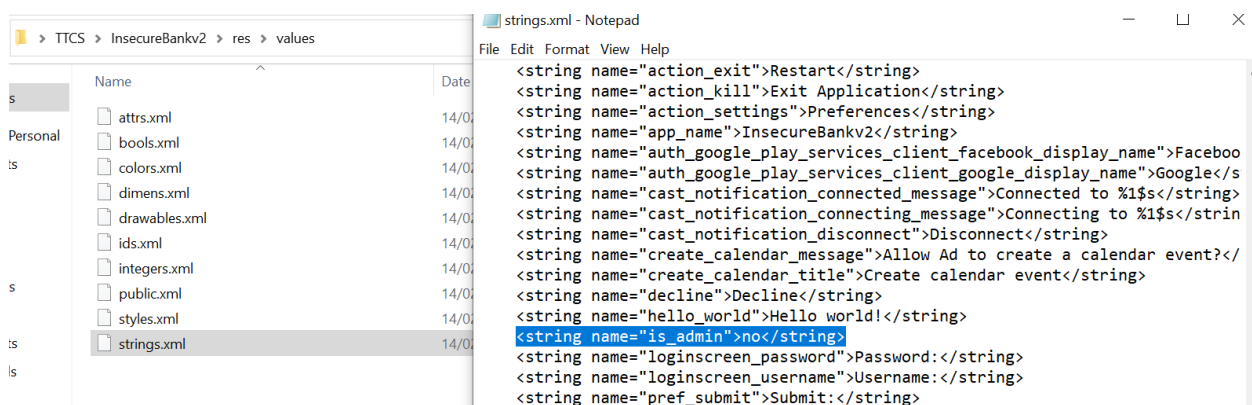 TTCS > InsecureBankv2 > res > values
Name
Date
s
Personal
ts
s
ts
ls
attrs.xml
14/02
bools.xml
14/02
colors.xml
14/02
dimens.xml
14/02
drawables.xml
14/02
ids.xml
14/02
integers.xml
14/02
public.xml
14/02
styles.xml
14/02
strings.xml
14/02
strings.xml - Notepad
File Edit Format View Help
<string name="action_exit">Restart</string>
<string name="action_kill">Exit Application</string>
<string name="action_settings">Preferences</string>
<string name="app_name">InsecureBankv2</string>
<string name="auth_google_play_services_client_facebook_display_name">Faceboo
<string name="auth_google_play_services_client_google_display_name">Google</s
<string name="cast_notification_connected_message">Connected to %1$s</string>
<string name="cast_notification_connecting_message">Connecting to %1$s</strin
<string name="cast_notification_disconnect">Disconnect</string>
<string name="create_calendar_message">Allow Ad to create a calendar event?</
<string name="create_calendar_title">Create calendar event</string>
<string name="decline">Decline</string>
<string name="hello_world">Hello world!</string>
<string name="is_admin">no</string>
<string name="loginscreen_password">Password:</string>
<string name="loginscreen_username">Username:</string>
<string name="pref_submit">Submit:</string>